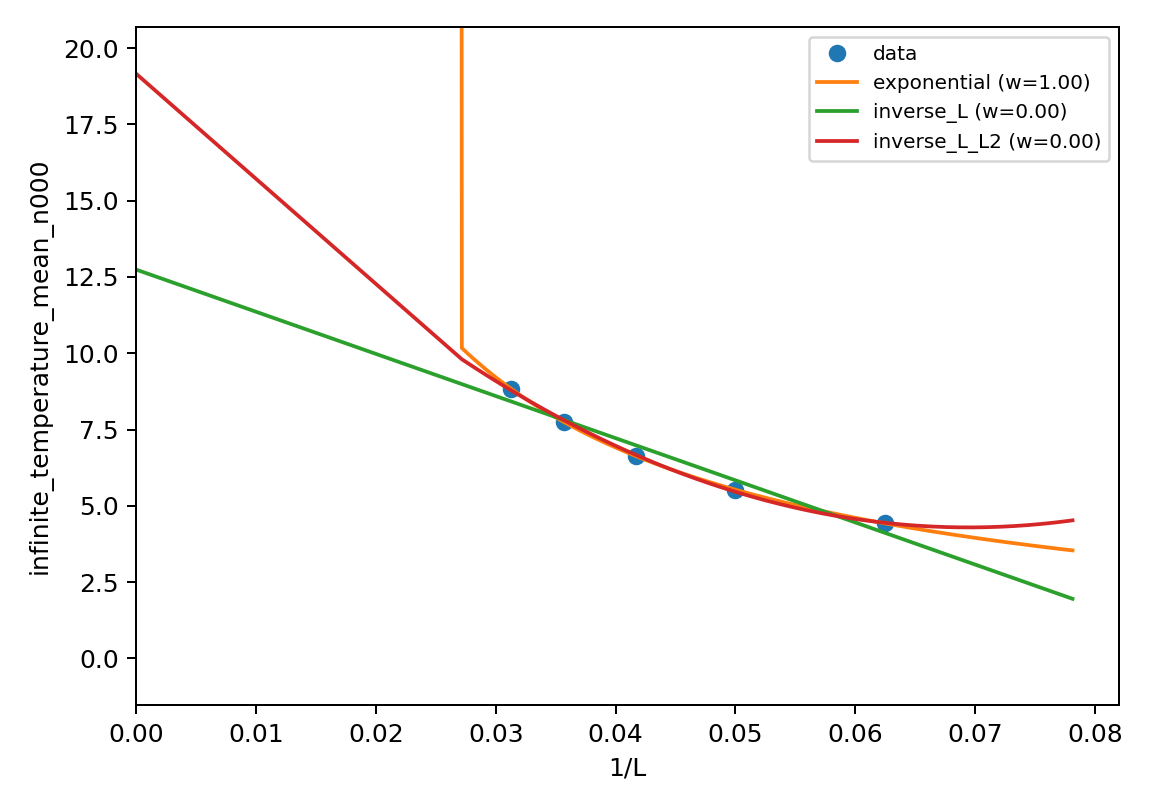 20.0
17.5
15.0
12.5
10.0
7.5
5.0
2.5
0.0
infinite_temperature_mean_n000
data
exponential (w=1.00)
inverse_L (w=0.00)
inverse_L_L2 (w=0.00)
0.00 0.01 0.02 0.03 0.04 0.05 0.06 0.07 0.08
1/L